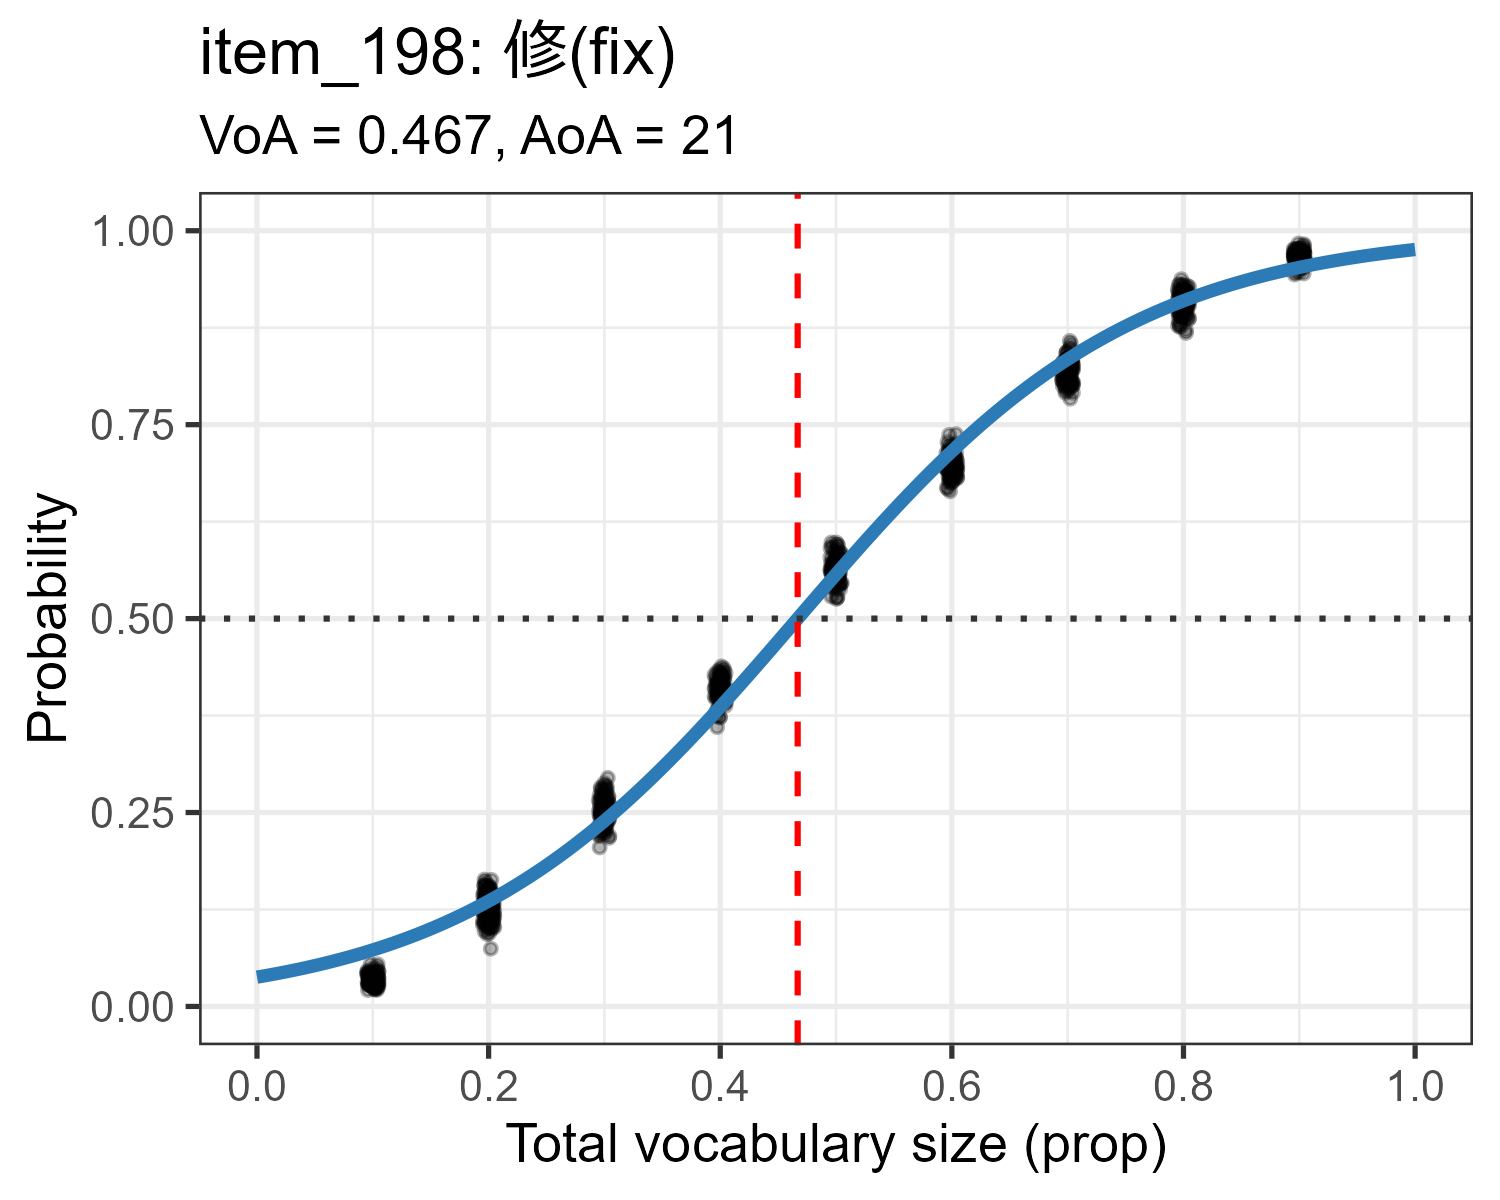 item_198: 修(fix)
VoA = 0.467, AoA = 21
1.00
0.75
0.50
0.25
0.00
Probability
0.0 0.2 0.4 0.6 0.8 1.0
Total vocabulary size (prop)